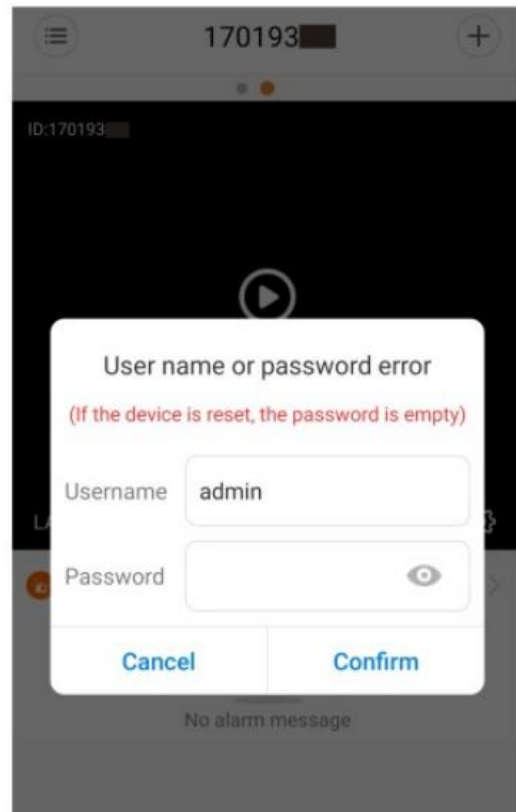 170193
ID:170193
User name or password error
(If the device is reset, the password is empty)
Username
admin
Password
Cancel
Confirm
No alarm message